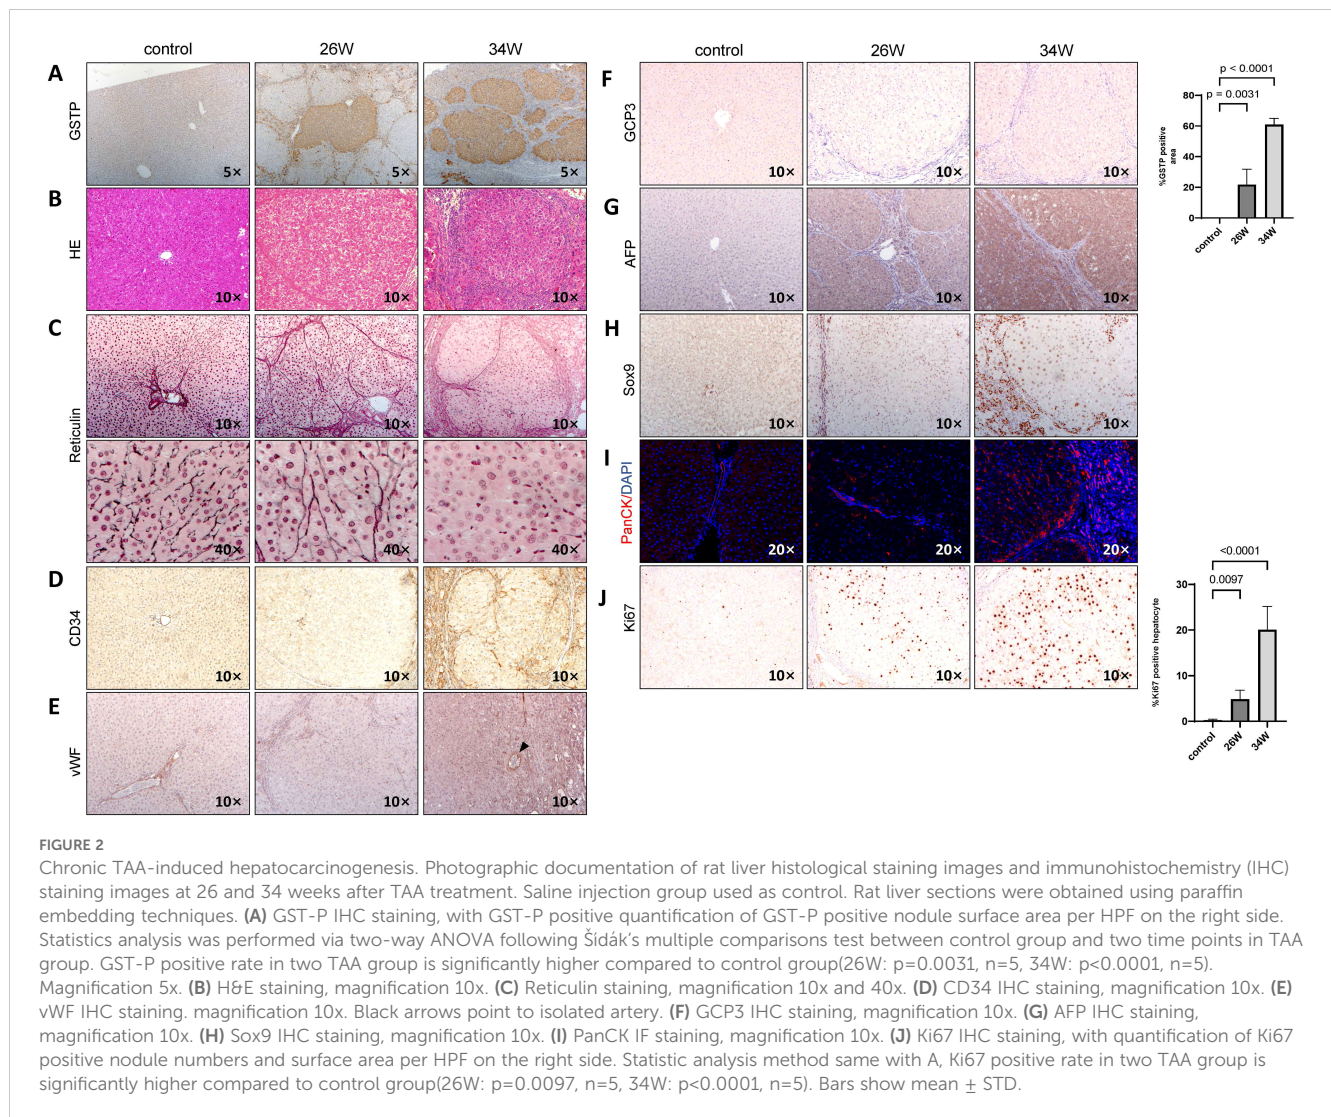 control 26W 34W
A
GSTP
5× 5× 5×
B
HE
10× 10× 10×
C
Reticulin
10× 10× 10×
40× 40× 40×
D
CD34
10× 10× 10×
E
vWF
10× 10× 10×
control 26W 34W
F
GCP3
10× 10× 10×
G
AFP
10× 10× 10×
H
Sox9
10× 10× 10×
I
PanCK/DAPI
20× 20× 20×
J
Ki67
10× 10× 10×
p < 0.0001
p = 0.0031
80
60
40
20
0
%GSTP positive
area
control
26W
34W
<0.0001
0.0097
30
20
10
0
%Ki67 positive hepatocyte
control
26W
34W
FIGURE 2
Chronic TAA-induced hepatocarcinogenesis. Photographic documentation of rat liver histological staining images and immunohistochemistry (IHC)
staining images at 26 and 34 weeks after TAA treatment. Saline injection group used as control. Rat liver sections were obtained using paraffin
embedding techniques. (A) GST-P IHC staining, with GST-P positive quantification of GST-P positive nodule surface area per HPF on the right side.
Statistics analysis was performed via two-way ANOVA following Šídák's multiple comparisons test between control group and two time points in TAA
group. GST-P positive rate in two TAA group is significantly higher compared to control group(26W: p=0.0031, n=5, 34W: p<0.0001, n=5).
Magnification 5x. (B) H&E staining, magnification 10x. (C) Reticulin staining, magnification 10x and 40x. (D) CD34 IHC staining, magnification 10x. (E)
vWF IHC staining. magnification 10x. Black arrows point to isolated artery. (F) GCP3 IHC staining, magnification 10x. (G) AFP IHC staining,
magnification 10x. (H) Sox9 IHC staining, magnification 10x. (I) PanCK IF staining, magnification 10x. (J) Ki67 IHC staining, with quantification of Ki67
positive nodule numbers and surface area per HPF on the right side. Statistic analysis method same with A, Ki67 positive rate in two TAA group is
significantly higher compared to control group(26W: p=0.0097, n=5, 34W: p<0.0001, n=5). Bars show mean ± STD.